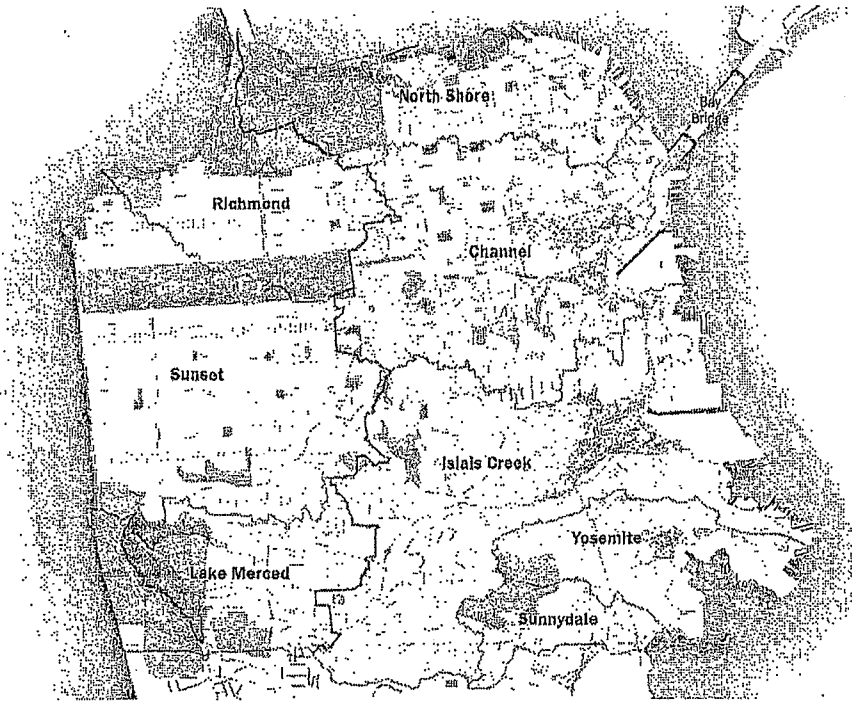 North Shore
Bay
Bridge
Richmond
Channel
Sunset
Islais Creek
Yosemite
Lake Merced
Sunnydale